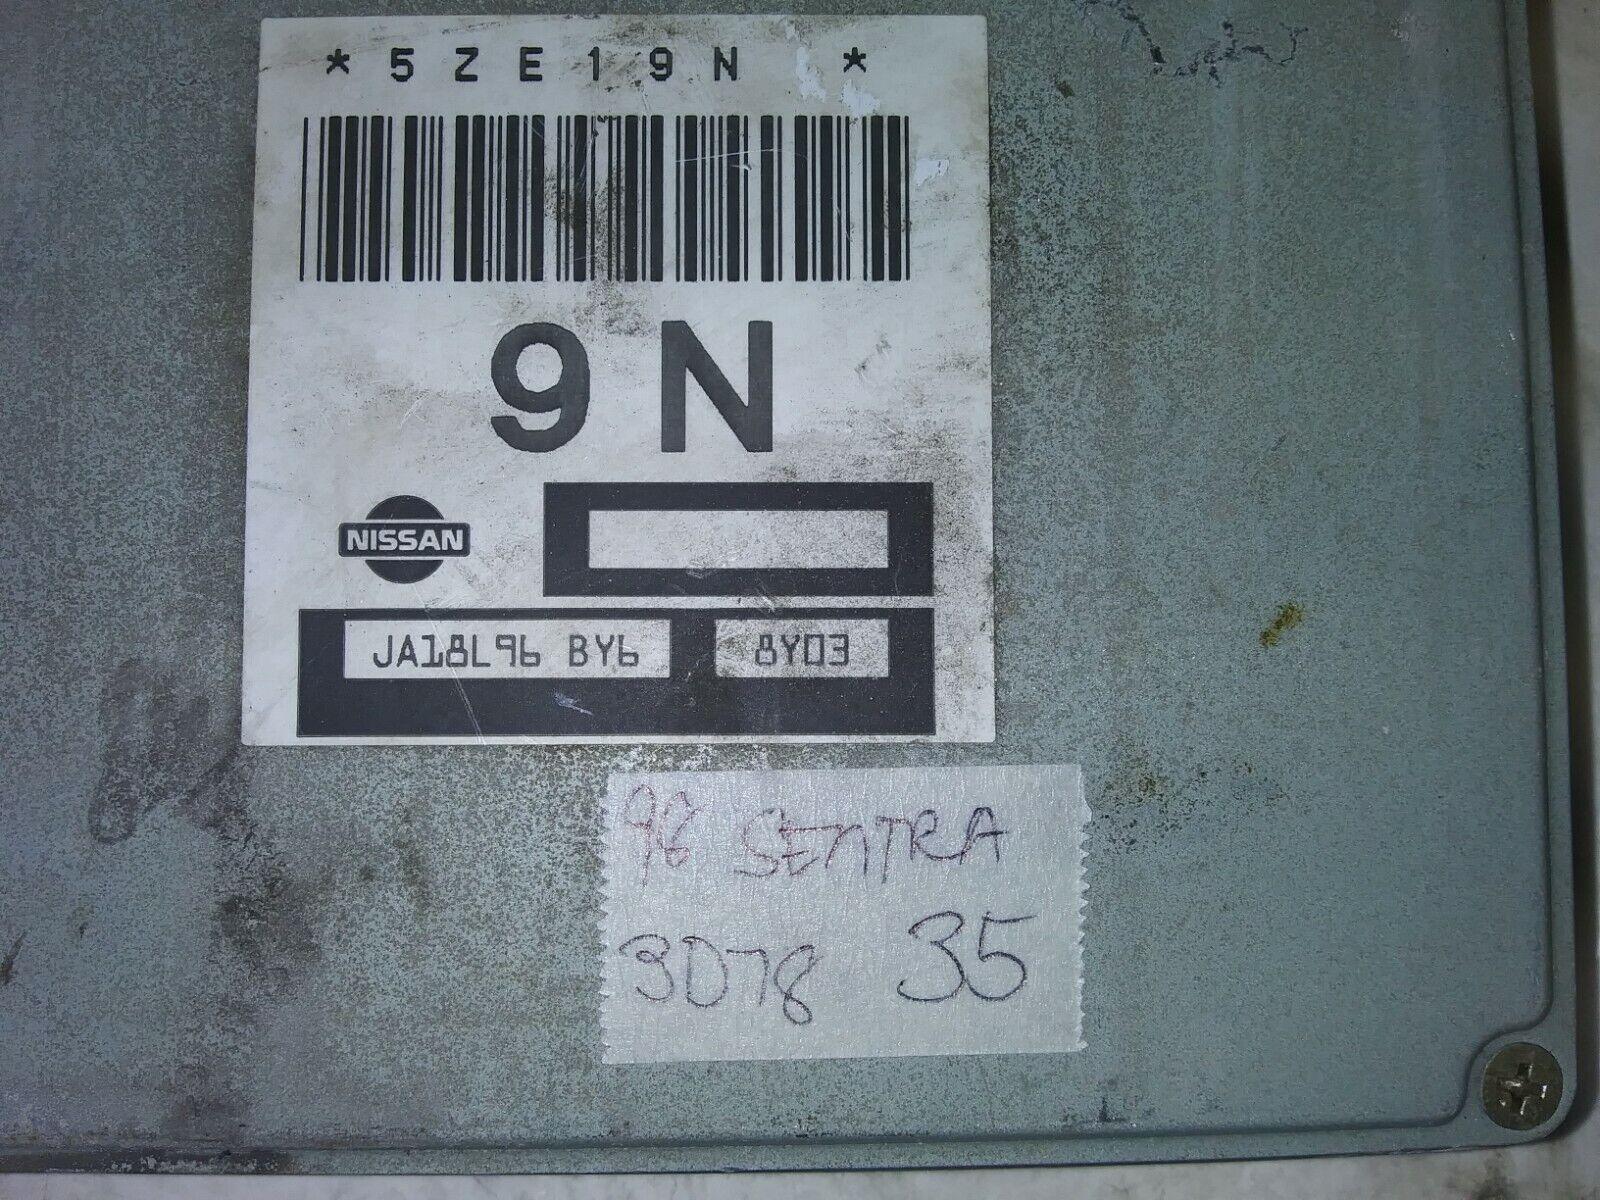 * 5ZE19N *
9N
NISSAN
JA18L96 BY6 8Y03
98 SENTRA
3D78 35